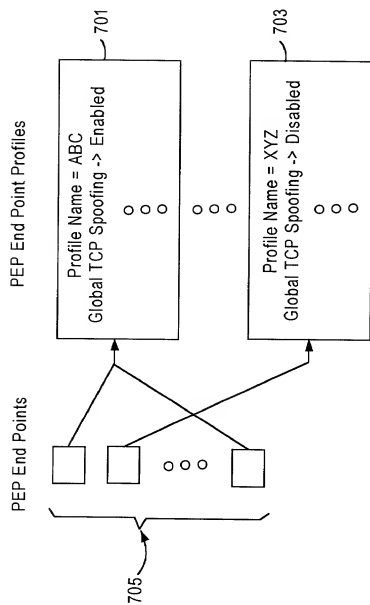 PEP End Points
PEP End Point Profiles
Profile Name = ABC
Global TCP Spoofing -> Enabled
701
Profile Name = XYZ
Global TCP Spoofing -> Disabled
703
705